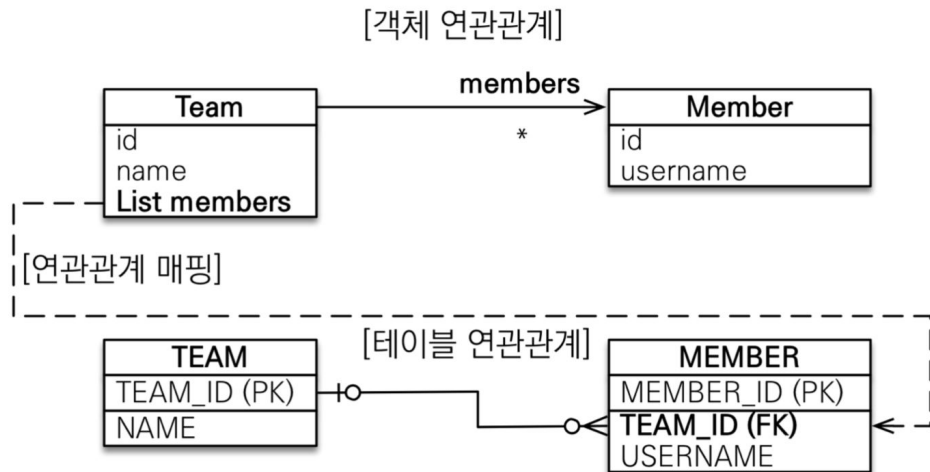 [객체 연관관계]
members
Team
Member
*
id
name
List members
id
username
[연관관계 매핑]
[테이블 연관관계]
TEAM
TEAM_ID (PK)
NAME
MEMBER
MEMBER_ID (PK)
TEAM_ID (FK)
USERNAME